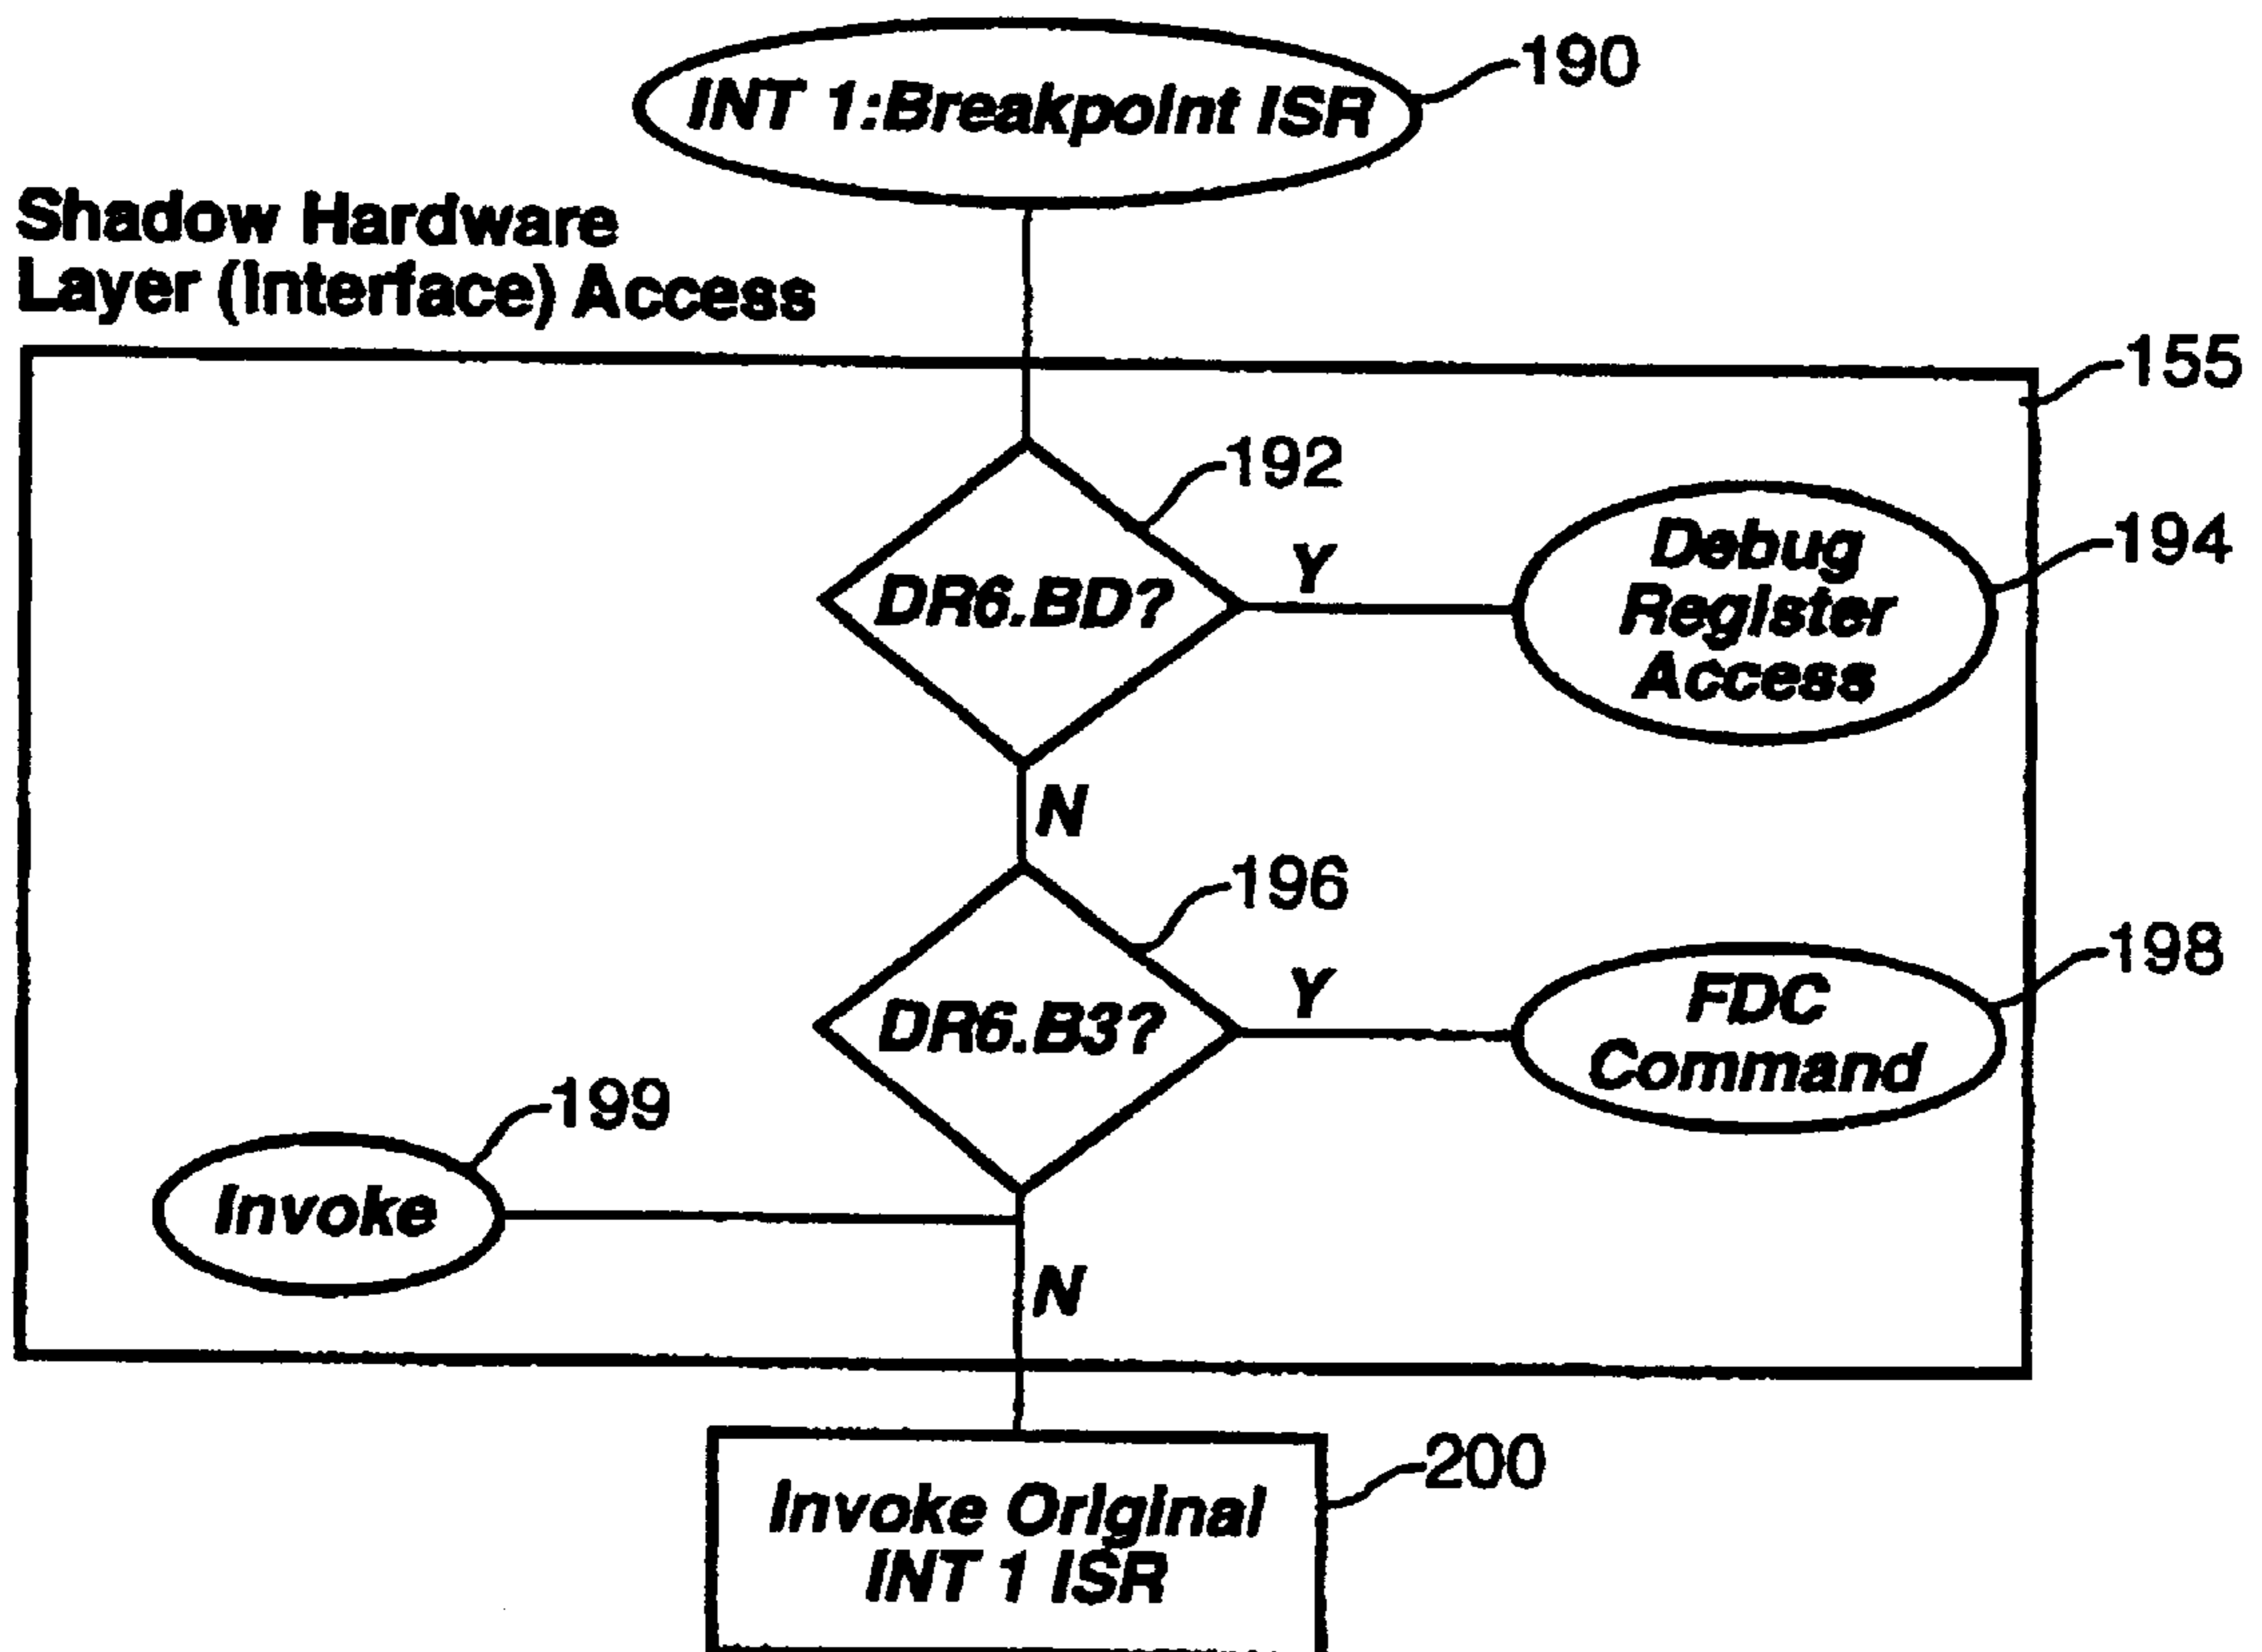 INT 1:Breakpoint ISR
190
Shadow Hardware
Layer (Interface) Access
155
192
DR6.BD?
Y
Debug
Register
Access
194
N
196
DR6.B3?
Y
FDC
Command
198
199
Invoke
N
200
Invoke Original
INT 1 ISR